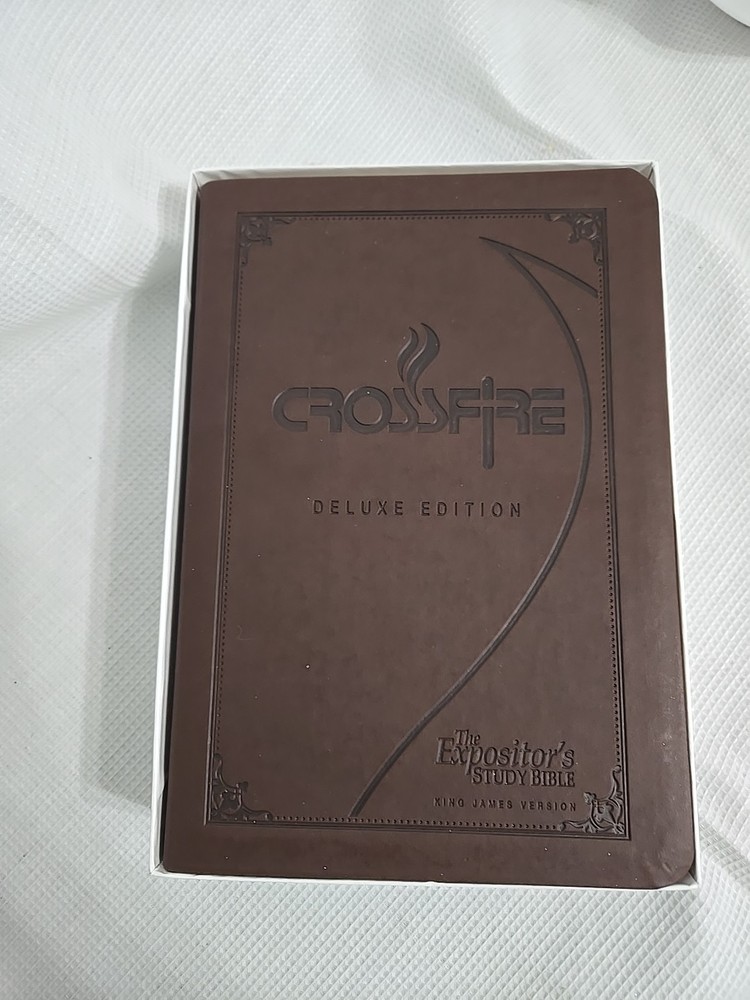 CROSSFIRE
DELUXE EDITION
The
Expositor's
STUDY BIBLE
KING JAMES VERSION